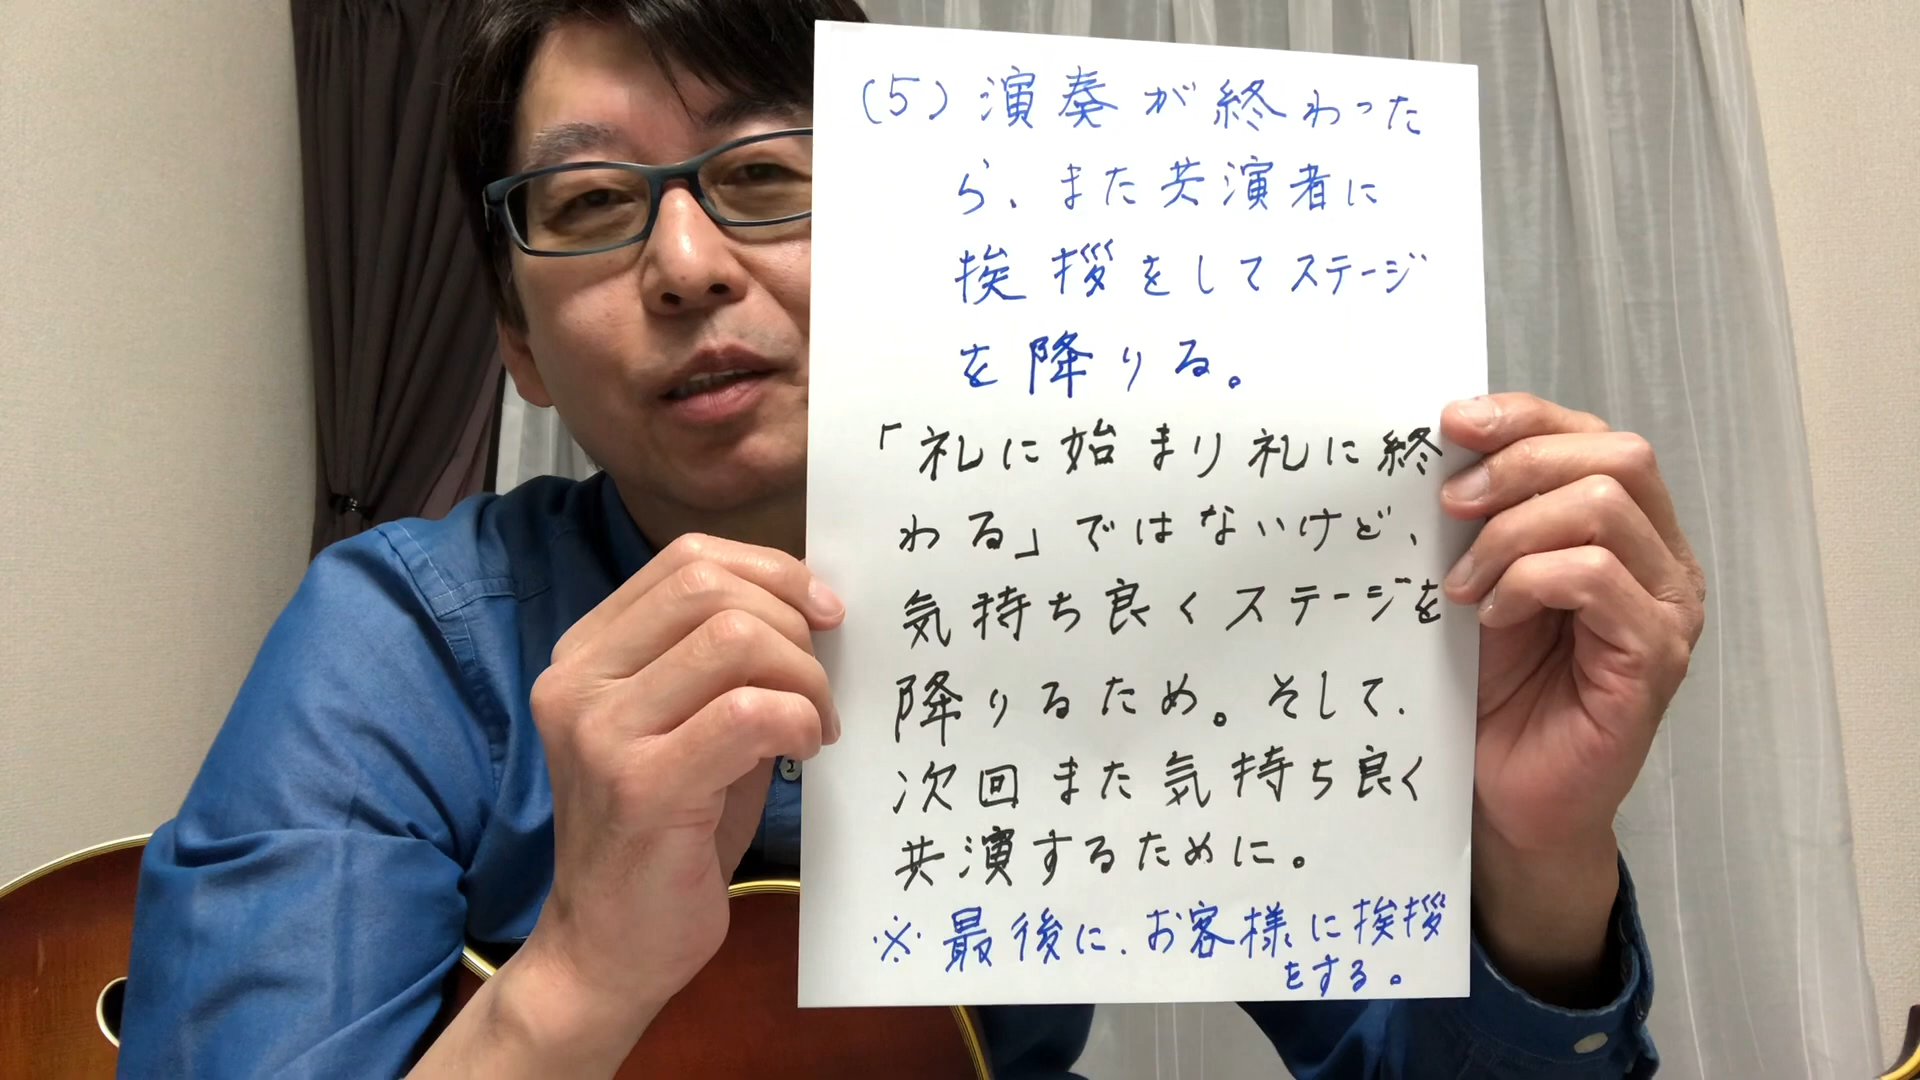 (5) 演奏が終わった
ら、また共演者に
挨拶をしてステージ
を降りる。
「礼に始まり礼に終
わる」ではないけど、
気持ち良くステージを
降りるため。そして、
次回また気持ち良く
共演するために。
※最後に、お客様に挨拶
をする。